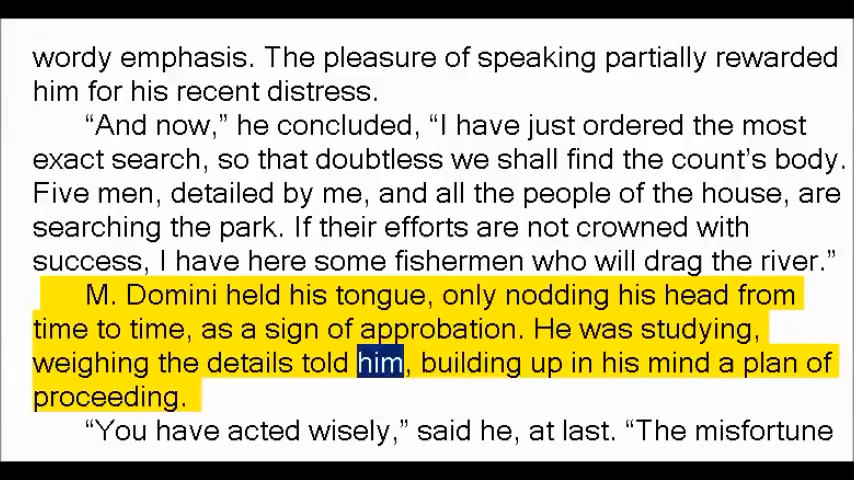 wordy emphasis. The pleasure of speaking partially rewarded
him for his recent distress.
“And now,” he concluded, “I have just ordered the most
exact search, so that doubtless we shall find the count’s body.
Five men, detailed by me, and all the people of the house, are
searching the park. If their efforts are not crowned with
success, I have here some fishermen who will drag the river.”
M. Domini held his tongue, only nodding his head from
time to time, as a sign of approbation. He was studying,
weighing the details told him, building up in his mind a plan of
proceeding.
“You have acted wisely,” said he, at last. “The misfortune